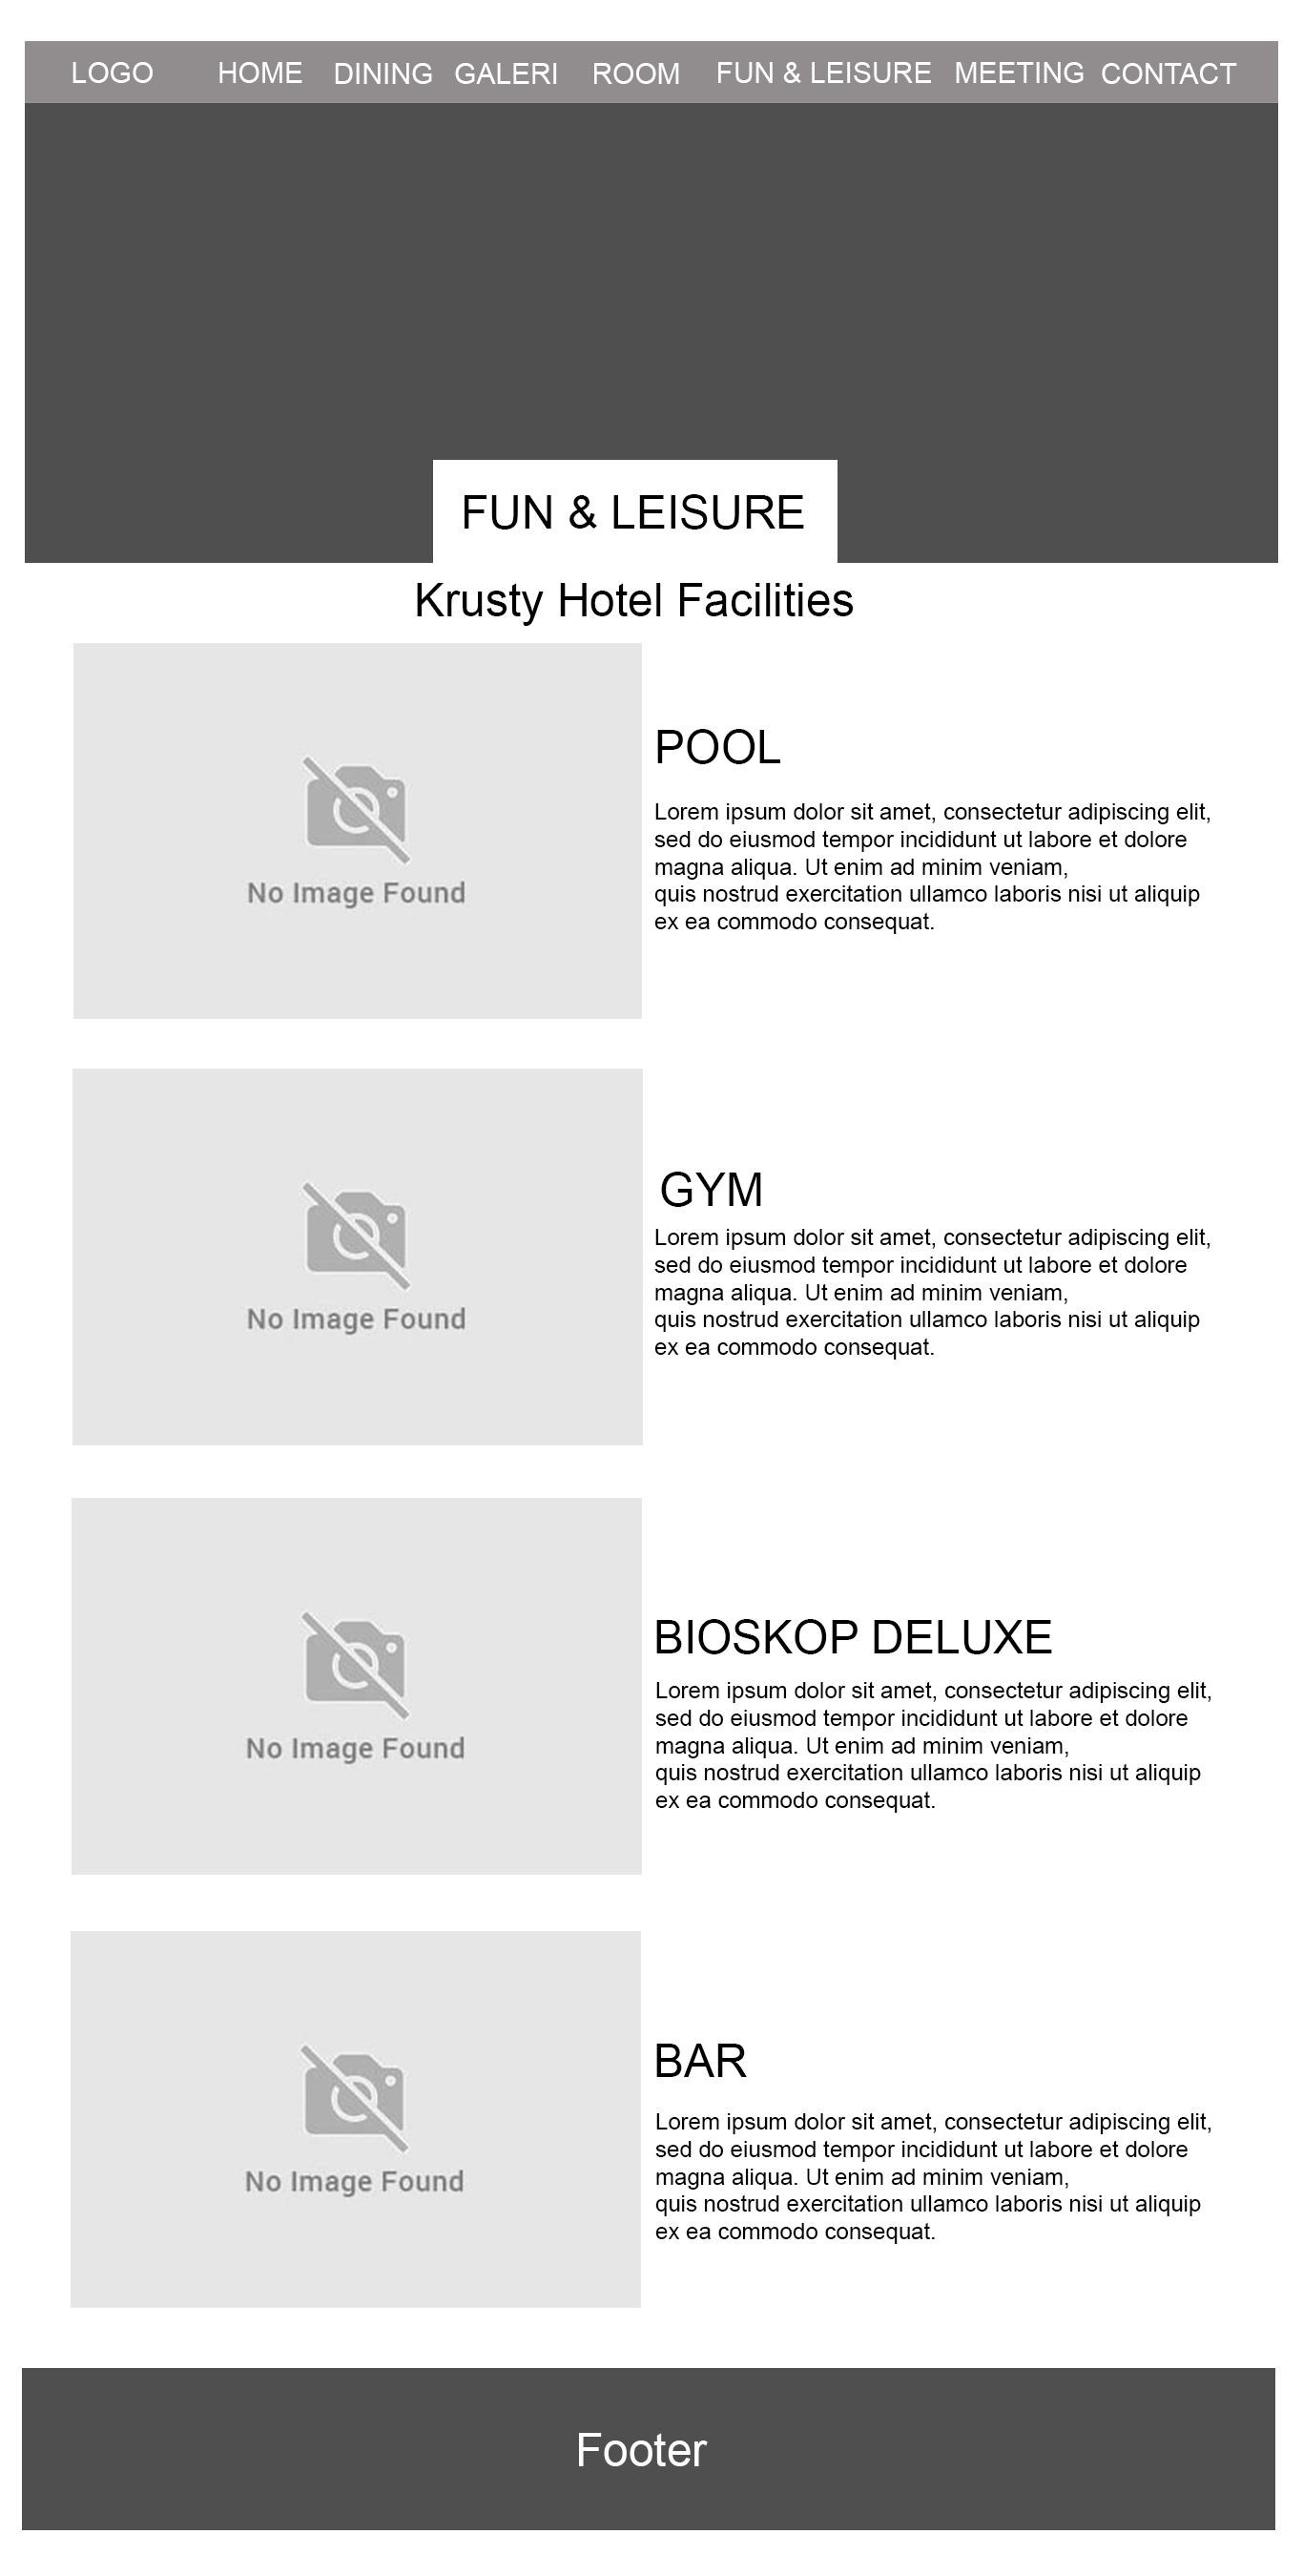 LOGO HOME DINING GALERI ROOM FUN & LEISURE MEETING CONTACT
FUN & LEISURE
Krusty Hotel Facilities
No Image Found
POOL
Lorem ipsum dolor sit amet, consectetur adipiscing elit,
sed do eiusmod tempor incididunt ut labore et dolore
magna aliqua. Ut enim ad minim veniam,
quis nostrud exercitation ullamco laboris nisi ut aliquip
ex ea commodo consequat.
No Image Found
GYM
Lorem ipsum dolor sit amet, consectetur adipiscing elit,
sed do eiusmod tempor incididunt ut labore et dolore
magna aliqua. Ut enim ad minim veniam,
quis nostrud exercitation ullamco laboris nisi ut aliquip
ex ea commodo consequat.
No Image Found
BIOSKOP DELUXE
Lorem ipsum dolor sit amet, consectetur adipiscing elit,
sed do eiusmod tempor incididunt ut labore et dolore
magna aliqua. Ut enim ad minim veniam,
quis nostrud exercitation ullamco laboris nisi ut aliquip
ex ea commodo consequat.
No Image Found
BAR
Lorem ipsum dolor sit amet, consectetur adipiscing elit,
sed do eiusmod tempor incididunt ut labore et dolore
magna aliqua. Ut enim ad minim veniam,
quis nostrud exercitation ullamco laboris nisi ut aliquip
ex ea commodo consequat.
Footer